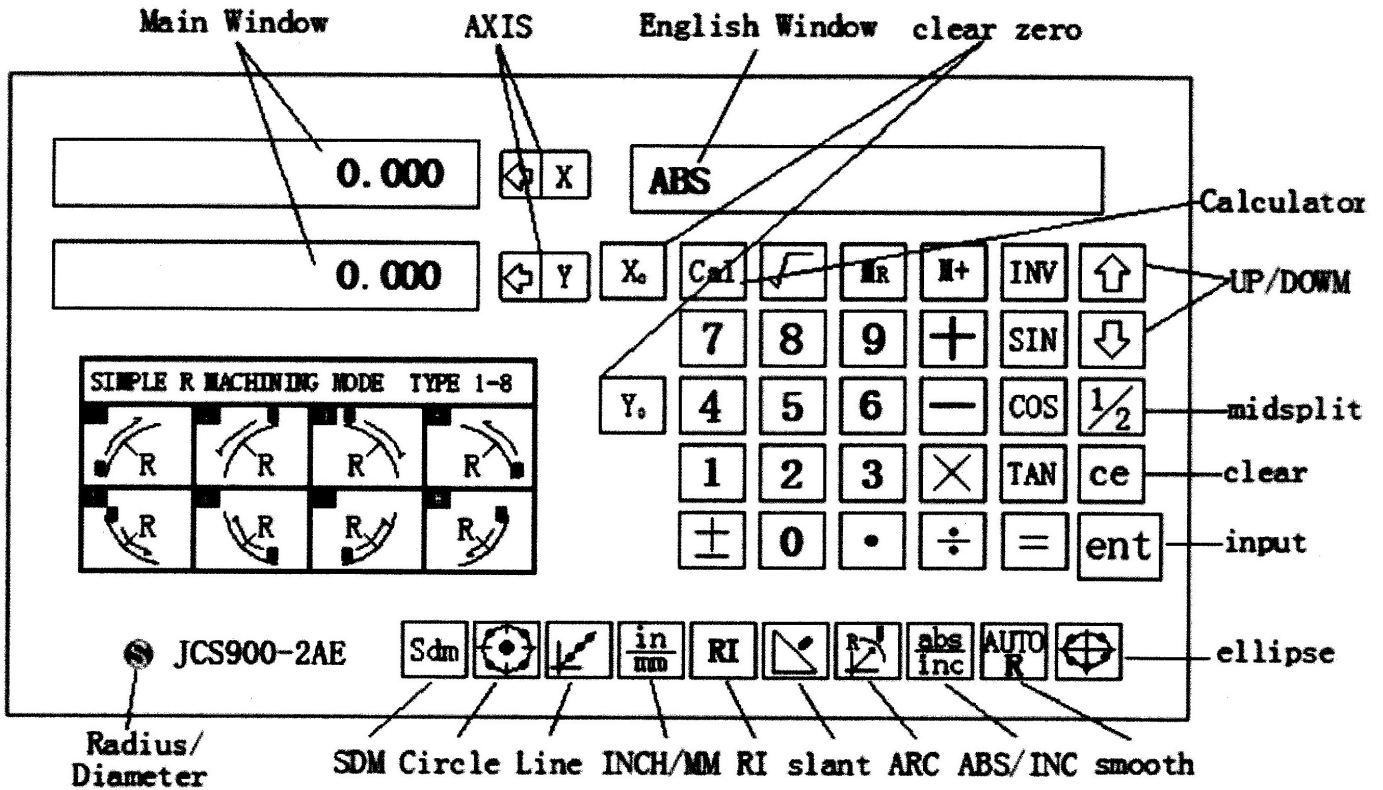 Main Window AXIS English Window clear zero
0.000 X ABS
Calculator
0.000 Y X₀ Cal √ MR M+ INV UP/DOWM
7 8 9 + SIN
SIMPLE R MACHINING MODE TYPE 1-8
Y₀ 4 5 6 — COS 1/2 midsplit
R R R R
1 2 3 × TAN ce clear
R R R R
± 0 • ÷ = ent input
S JCS900-2AE Sdm in/mm RI R abs/inc AUTO R ellipse
Radius/
Diameter
SDM Circle Line INCH/MM RI slant ARC ABS/INC smooth